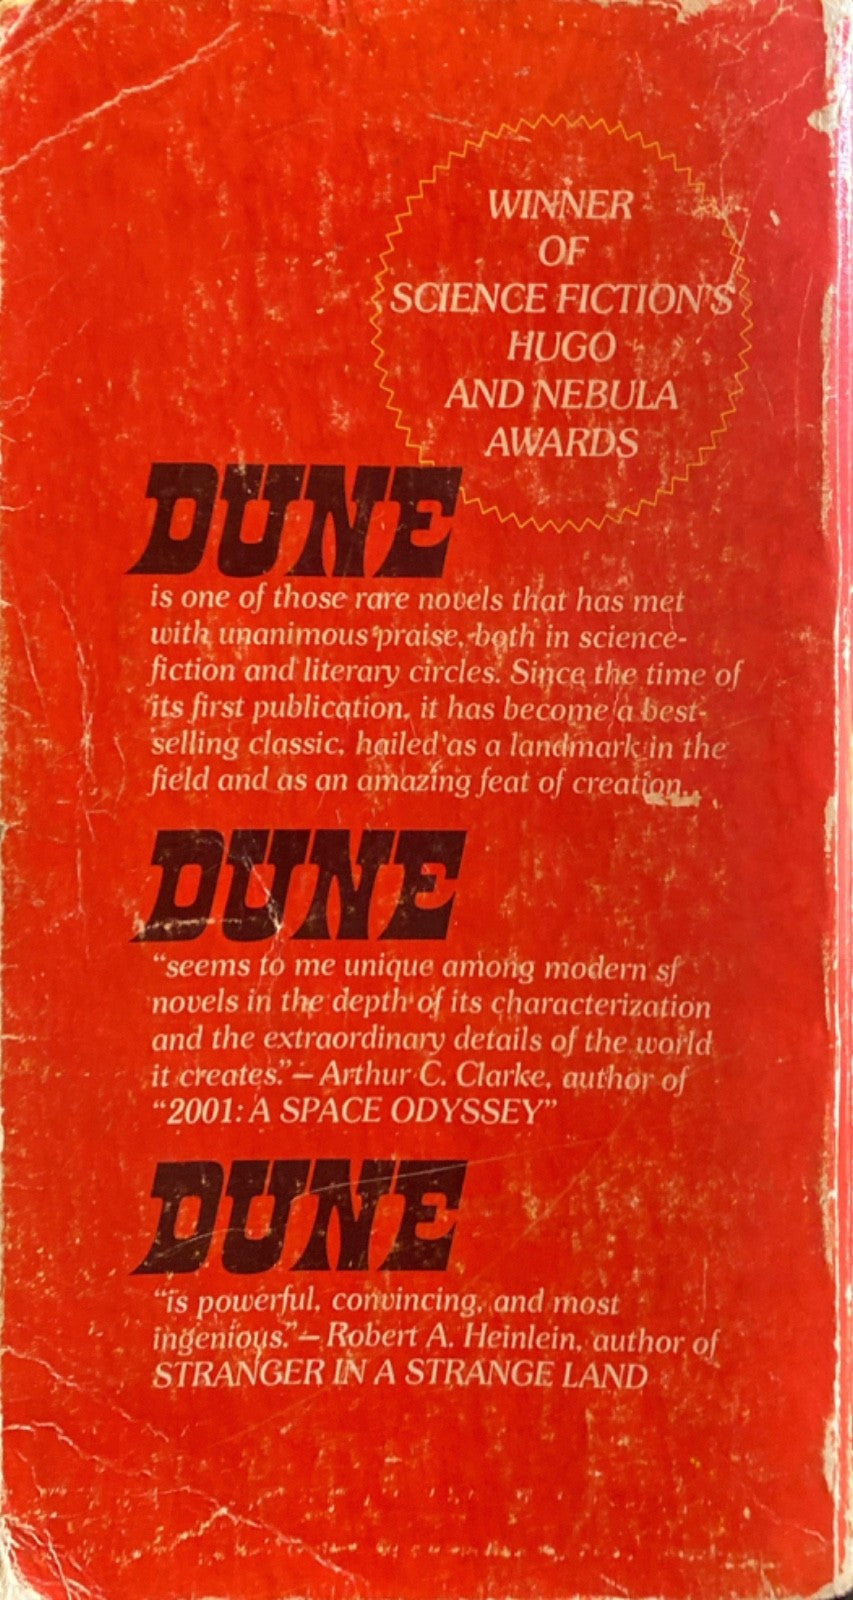 WINNER
OF
SCIENCE FICTION'S
HUGO
AND NEBULA
AWARDS
DUNE
is one of those rare novels that has met
with unanimous praise, both in science-
fiction and literary circles. Since the time of
its first publication, it has become a best-
selling classic, hailed as a landmark in the
field and as an amazing feat of creation.
DUNE
“seems to me unique among modern sf
novels in the depth of its characterization
and the extraordinary details of the world
it creates.”—Arthur C. Clarke, author of
“2001: A SPACE ODYSSEY”
DUNE
“is powerful, convincing, and most
ingenious.”—Robert A. Heinlein, author of
STRANGER IN A STRANGE LAND